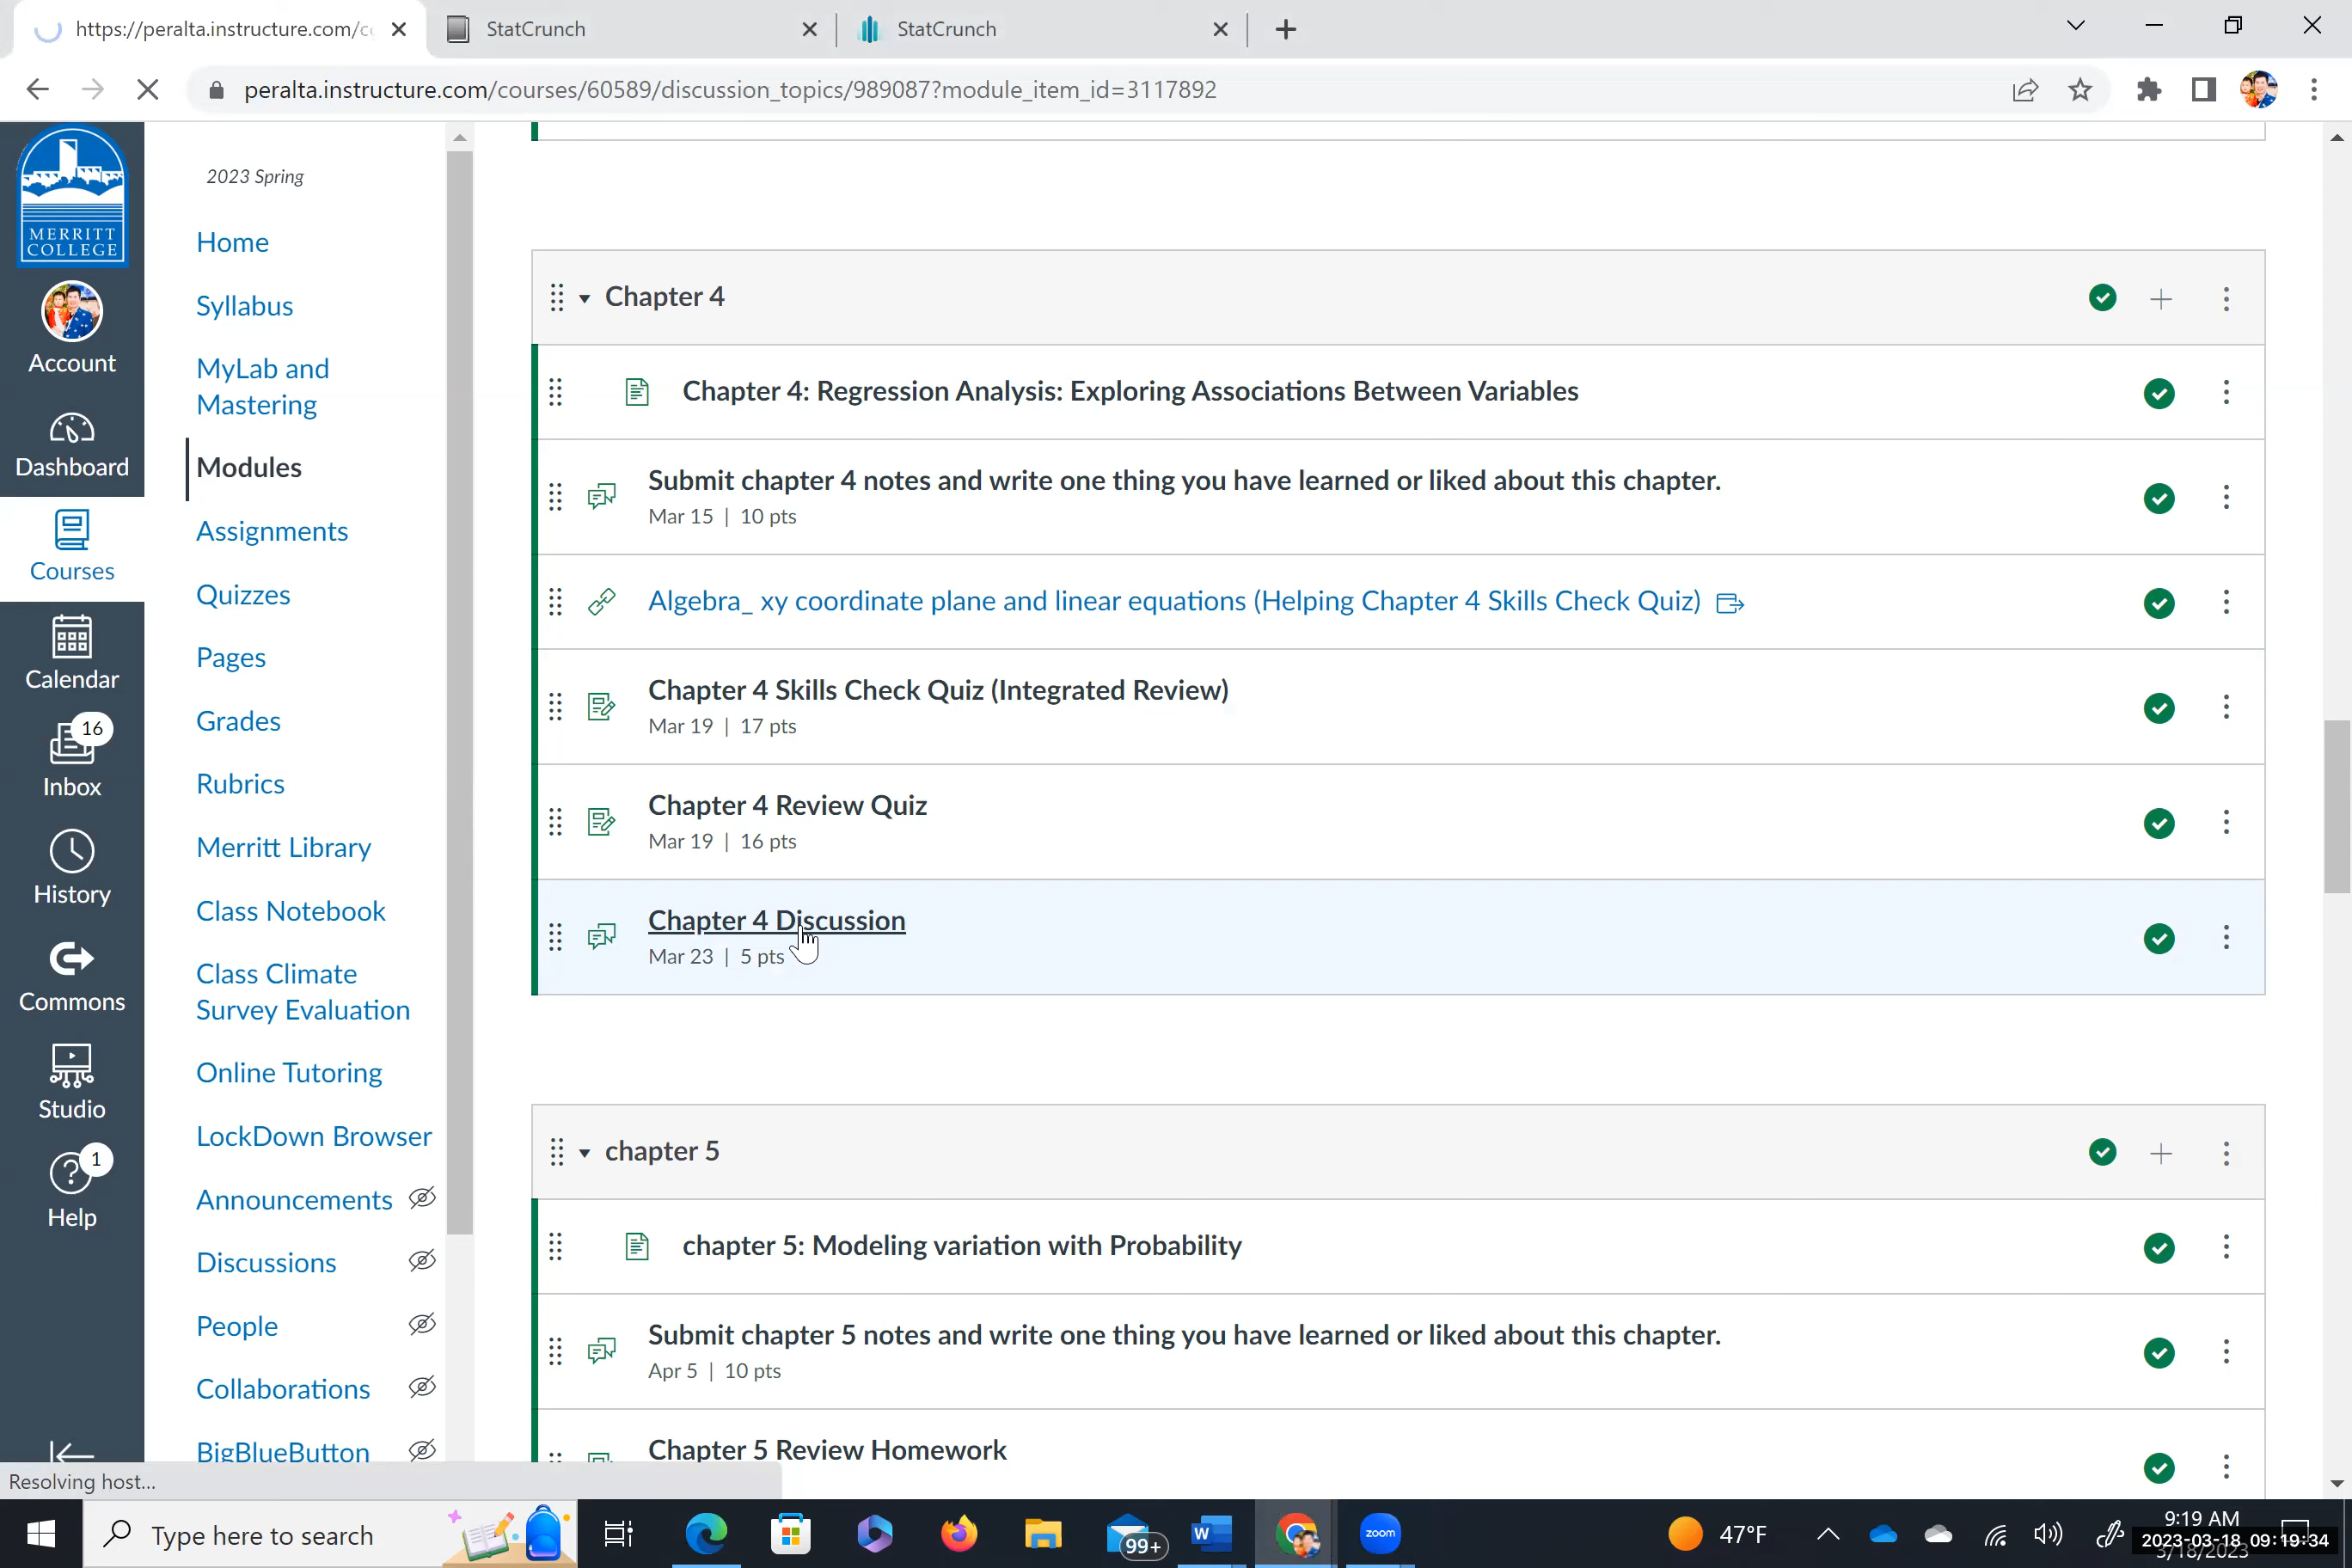 https://peralta.instructure.com/c
StatCrunch
StatCrunch
peralta.instructure.com/courses/60589/discussion_topics/989087?module_item_id=3117892
MERRITT
COLLEGE
Account
Dashboard
Courses
Calendar
16
Inbox
History
Commons
Studio
1
Help
2023 Spring
Home
Syllabus
MyLab and
Mastering
Modules
Assignments
Quizzes
Pages
Grades
Rubrics
Merritt Library
Class Notebook
Class Climate
Survey Evaluation
Online Tutoring
LockDown Browser
Announcements
Discussions
People
Collaborations
BigBlueButton
Chapter 4
Chapter 4: Regression Analysis: Exploring Associations Between Variables
Submit chapter 4 notes and write one thing you have learned or liked about this chapter.
Mar 15 | 10 pts
Algebra_ xy coordinate plane and linear equations (Helping Chapter 4 Skills Check Quiz)
Chapter 4 Skills Check Quiz (Integrated Review)
Mar 19 | 17 pts
Chapter 4 Review Quiz
Mar 19 | 16 pts
Chapter 4 Discussion
Mar 23 | 5 pts
chapter 5
chapter 5: Modeling variation with Probability
Submit chapter 5 notes and write one thing you have learned or liked about this chapter.
Apr 5 | 10 pts
Chapter 5 Review Homework
Resolving host...
Type here to search
99+
W
zoom
47°F
9:19 AM
2023-03-18 09:19:34
3/18/2023